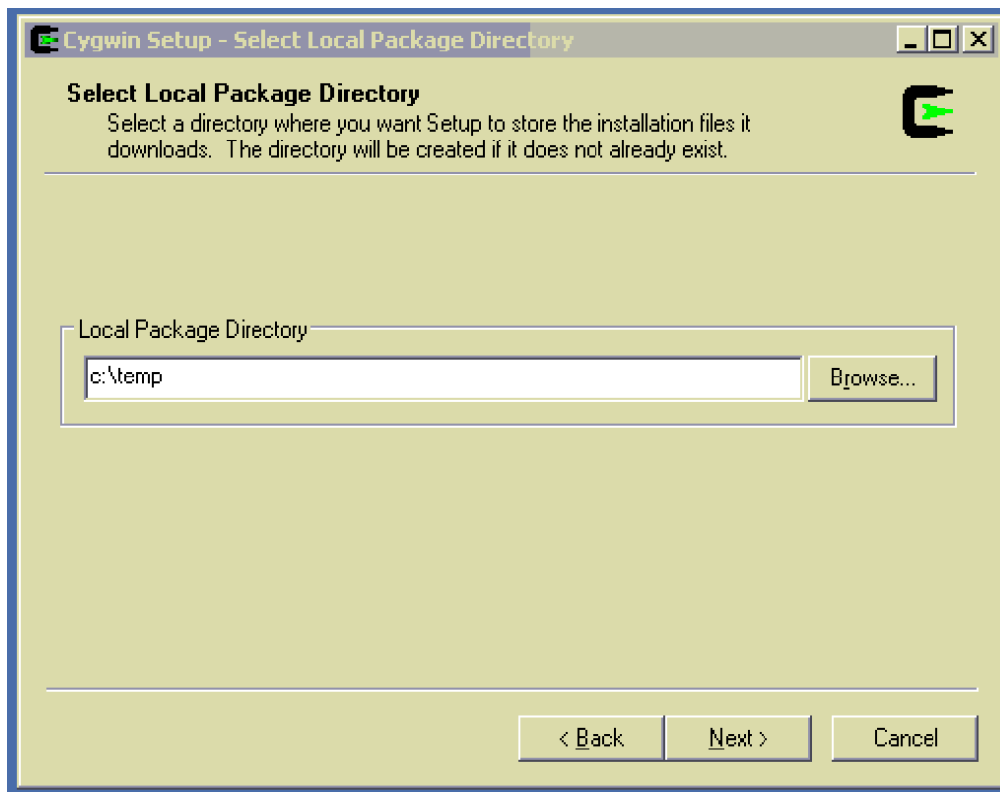 Cygwin Setup - Select Local Package Directory
Select Local Package Directory
Select a directory where you want Setup to store the installation files it
downloads. The directory will be created if it does not already exist.
Local Package Directory
c:\temp
Browse...
< Back
Next >
Cancel